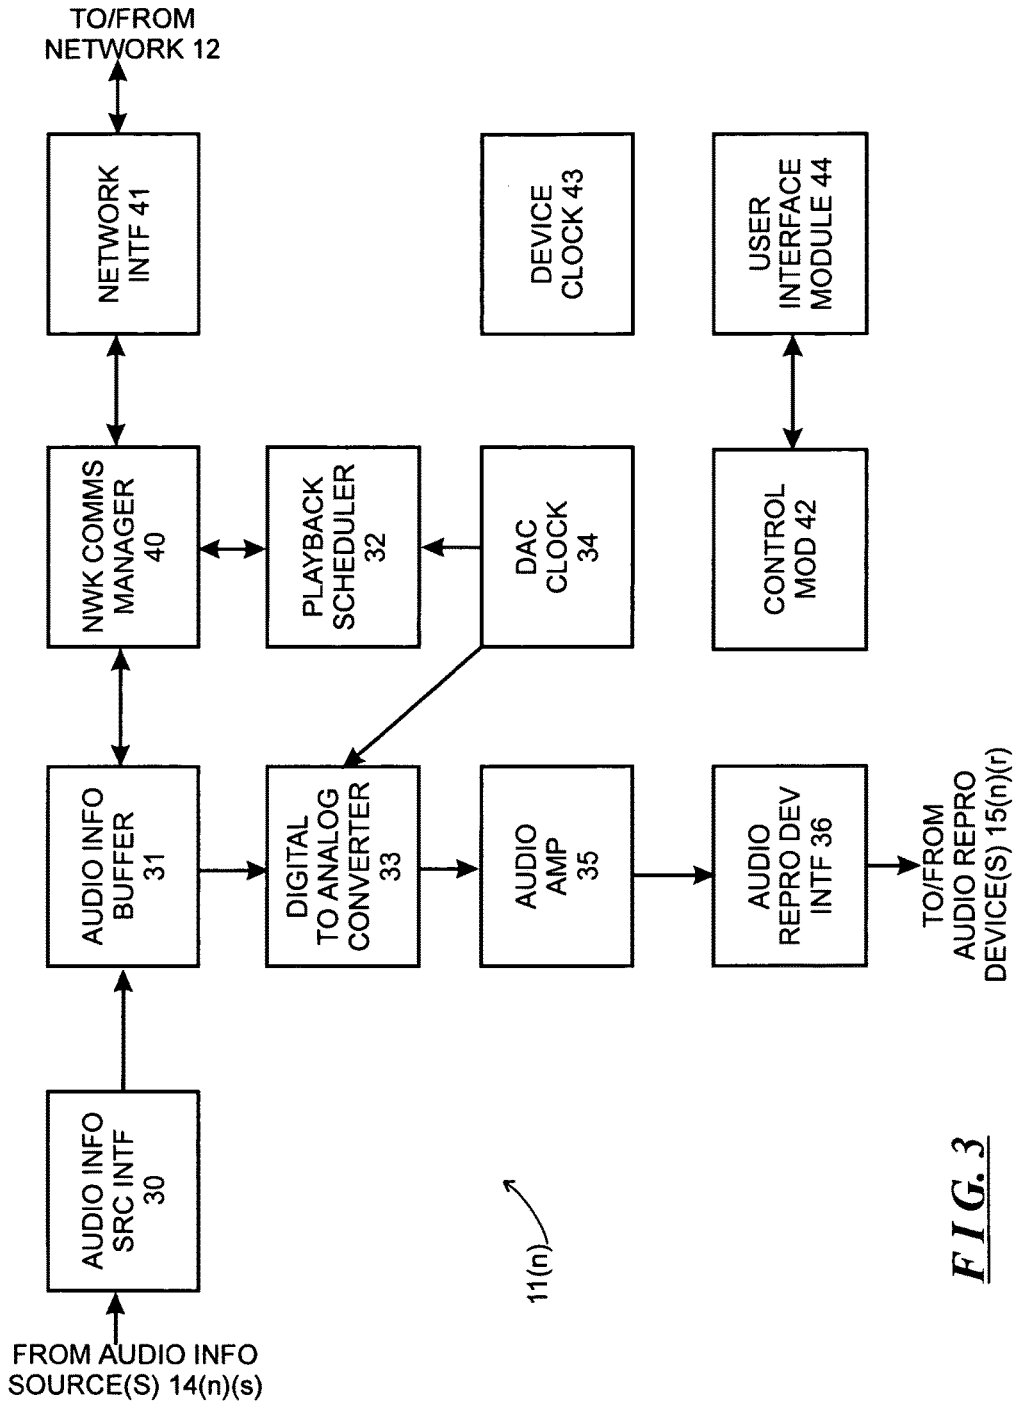 TO/FROM
NETWORK 12
NETWORK
INTF 41
DEVICE
CLOCK 43
USER
INTERFACE
MODULE 44
NWK COMMS
MANAGER
40
PLAYBACK
SCHEDULER
32
DAC
CLOCK
34
CONTROL
MOD 42
AUDIO INFO
BUFFER
31
DIGITAL
TO ANALOG
CONVERTER
33
AUDIO
AMP
35
AUDIO
REPRO DEV
INTF 36
TO/FROM
AUDIO REPRO
DEVICE(S) 15(n)(r)
AUDIO INFO
SRC INTF
30
11(n)
FROM AUDIO INFO
SOURCE(S) 14(n)(s)
FIG. 3